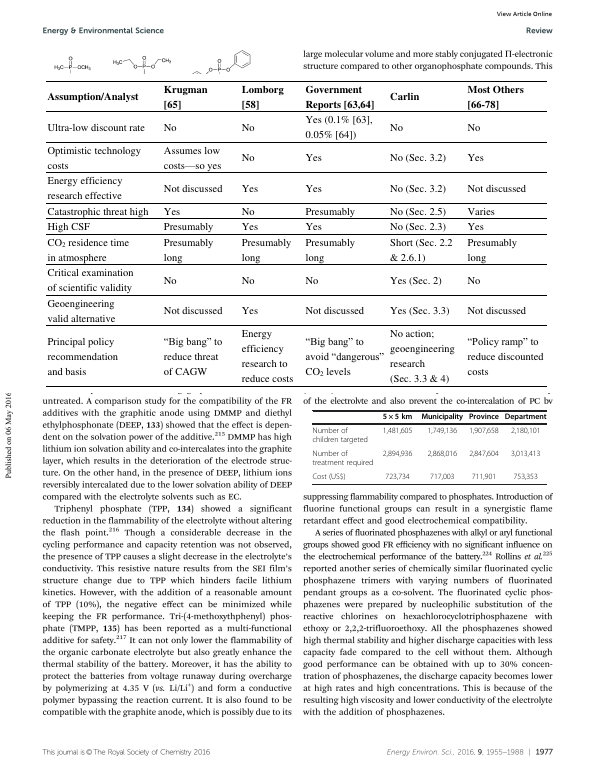 View Article Online
Energy & Environmental Science
Review
large molecular volume and more stably conjugated Π-electronic
structure compared to other organophosphate compounds. This
Assumption/Analyst Krugman [65] Lomborg [58] Government Reports [63,64] Carlin Most Others [66-78]
Ultra-low discount rate No No Yes (0.1% [63], 0.05% [64]) No No
Optimistic technology costs Assumes low costs—so yes No Yes No (Sec. 3.2) Yes
Energy efficiency research effective Not discussed Yes Yes No (Sec. 3.2) Not discussed
Catastrophic threat high Yes No Presumably No (Sec. 2.5) Varies
High CSF Presumably Yes Yes No (Sec. 2.3) Yes
CO2 residence time in atmosphere Presumably long Presumably long Presumably long Short (Sec. 2.2 & 2.6.1) Presumably long
Critical examination of scientific validity No No No Yes (Sec. 2) No
Geoengineering valid alternative Not discussed Yes Not discussed Yes (Sec. 3.3) Not discussed
Principal policy recommendation and basis "Big bang" to reduce threat of CAGW Energy efficiency research to reduce costs "Big bang" to avoid "dangerous" CO2 levels No action; geoengineering research (Sec. 3.3 & 4) "Policy ramp" to reduce discounted costs
Published on 06 May 2016
untreated. A comparison study for the compatibility of the FR
additives with the graphitic anode using DMMP and diethyl
ethylphosphonate (DEEP, 133) showed that the effect is depen-
dent on the solvation power of the additive.215 DMMP has high
lithium ion solvation ability and co-intercalates into the graphite
layer, which results in the deterioration of the electrode struc-
ture. On the other hand, in the presence of DEEP, lithium ions
reversibly intercalated due to the lower solvation ability of DEEP
compared with the electrolyte solvents such as EC.
Triphenyl phosphate (TPP, 134) showed a significant
reduction in the flammability of the electrolyte without altering
the flash point.216 Though a considerable decrease in the
cycling performance and capacity retention was not observed,
the presence of TPP causes a slight decrease in the electrolyte's
conductivity. This resistive nature results from the SEI film's
structure change due to TPP which hinders facile lithium
kinetics. However, with the addition of a reasonable amount
of TPP (10%), the negative effect can be minimized while
keeping the FR performance. Tri-(4-methoxythphenyl) phos-
phate (TMPP, 135) has been reported as a multi-functional
additive for safety.217 It can not only lower the flammability of
the organic carbonate electrolyte but also greatly enhance the
thermal stability of the battery. Moreover, it has the ability to
protect the batteries from voltage runaway during overcharge
by polymerizing at 4.35 V (vs. Li/Li+) and form a conductive
polymer bypassing the reaction current. It is also found to be
compatible with the graphite anode, which is possibly due to its
of the electrolyte and also prevent the co-intercalation of PC by
5 × 5 km Municipality Province Department
Number of children targeted 1,481,605 1,749,136 1,907,658 2,180,101
Number of treatment required 2,894,936 2,868,016 2,847,604 3,013,413
Cost (US$) 723,734 717,003 711,901 753,353
suppressing flammability compared to phosphates. Introduction of
fluorine functional groups can result in a synergistic flame
retardant effect and good electrochemical compatibility.
A series of fluorinated phosphazenes with alkyl or aryl functional
groups showed good FR efficiency with no significant influence on
the electrochemical performance of the battery.224 Rollins et al.225
reported another series of chemically similar fluorinated cyclic
phosphazene trimers with varying numbers of fluorinated
pendant groups as a co-solvent. The fluorinated cyclic phos-
phazenes were prepared by nucleophilic substitution of the
reactive chlorines on hexachlorocyclotriphosphazene with
ethoxy or 2,2,2-trifluoroethoxy. All the phosphazenes showed
high thermal stability and higher discharge capacities with less
capacity fade compared to the cell without them. Although
good performance can be obtained with up to 30% concen-
tration of phosphazenes, the discharge capacity becomes lower
at high rates and high concentrations. This is because of the
resulting high viscosity and lower conductivity of the electrolyte
with the addition of phosphazenes.
This journal is © The Royal Society of Chemistry 2016
Energy Environ. Sci., 2016, 9, 1955–1988 | 1977